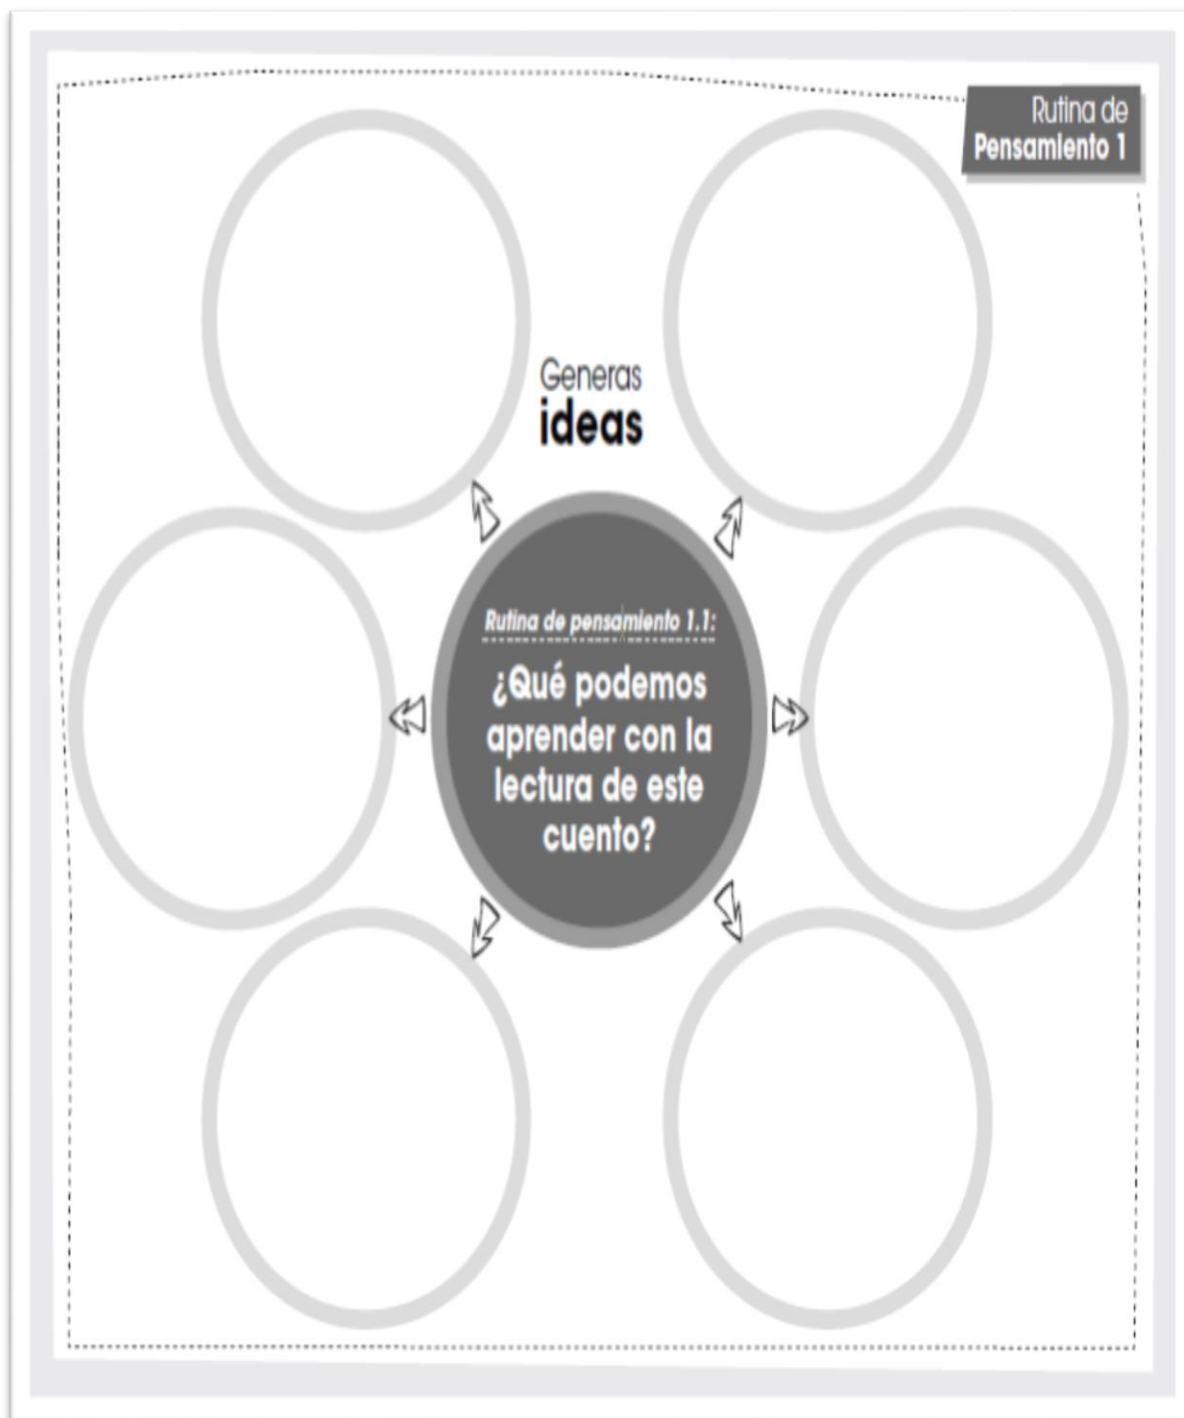 Rutina de
Pensamiento 1
Generas
ideas
Rutina de pensamiento 1.1:
¿Qué podemos
aprender con la
lectura de este
cuento?